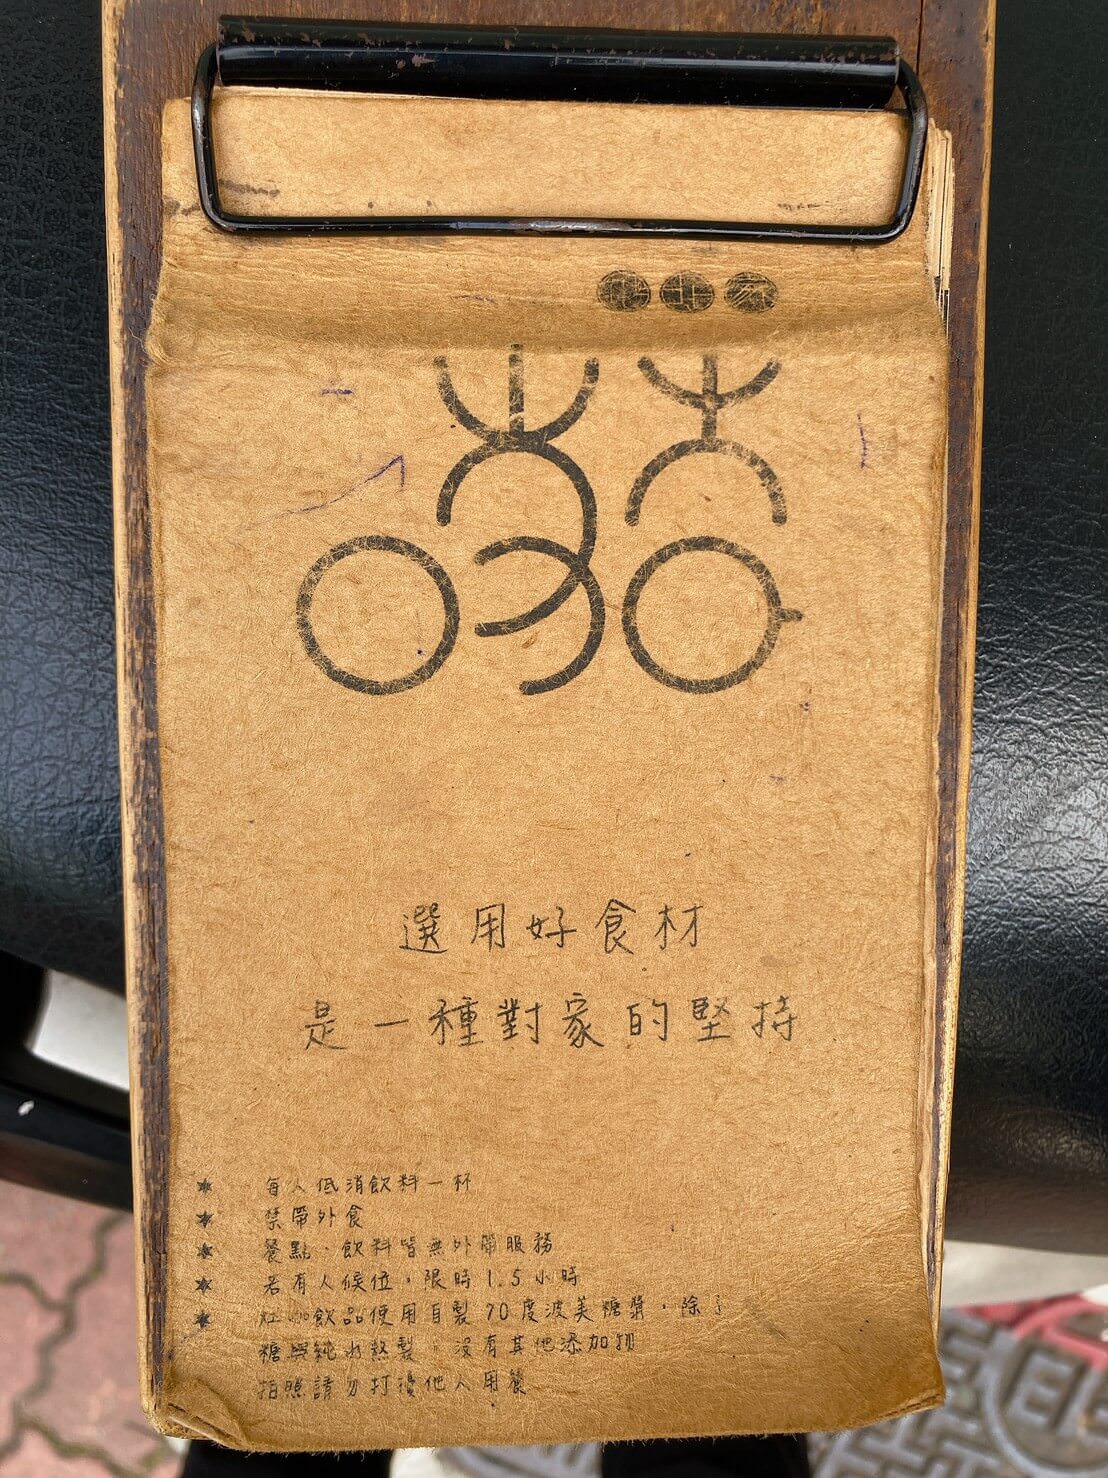 選用好食材
是一種對家的堅持
★ 每人低消飲料一杯
★ 禁帶外食
★ 餐點、飲料皆無外帶服務
★ 若有人候位，限時1.5小時
★ 灶咖飲品使用自製70度波美糖漿，除了
糖與純水熬製，沒有其他添加物
拍照請勿打擾他人用餐